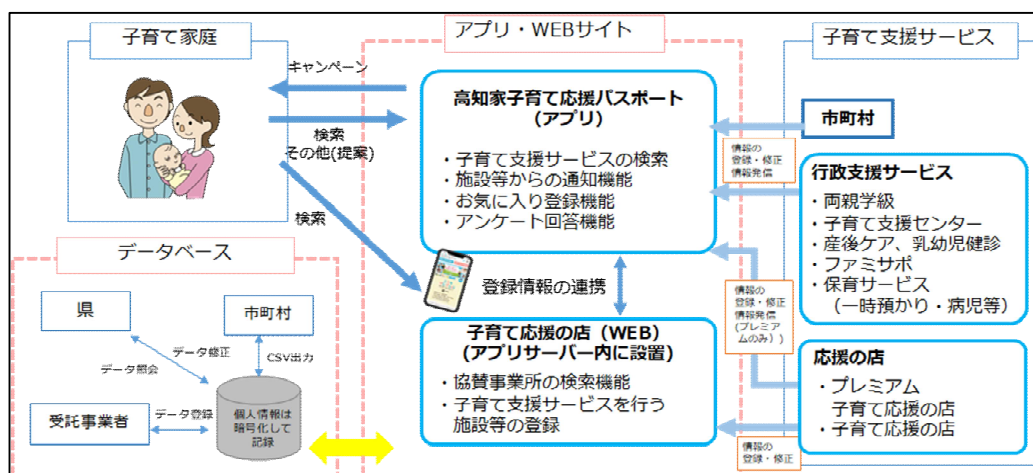 子育て家庭
キャンペーン
検索
その他(提案)
検索
アプリ・WEBサイト
高知家子育て応援パスポート
(アプリ)
・子育て支援サービスの検索
・施設等からの通知機能
・お気に入り登録機能
・アンケート回答機能
登録情報の連携
子育て応援の店（WEB）
(アプリサーバー内に設置)
・協賛事業所の検索機能
・子育て支援サービスを行う
施設等の登録
子育て支援サービス
市町村
情報の
登録・修正
情報発信
行政支援サービス
・両親学級
・子育て支援センター
・産後ケア、乳幼児健診
・ファミサポ
・保育サービス
（一時預かり・病児等）
情報の
登録・修正
情報発信
(プレミア
ムのみ））
応援の店
・プレミアム
子育て応援の店
・子育て応援の店
情報の
登録・修正
データベース
県
市町村
データ修正
データ照会
CSV出力
受託事業者
データ登録
個人情報は
暗号化して
記録